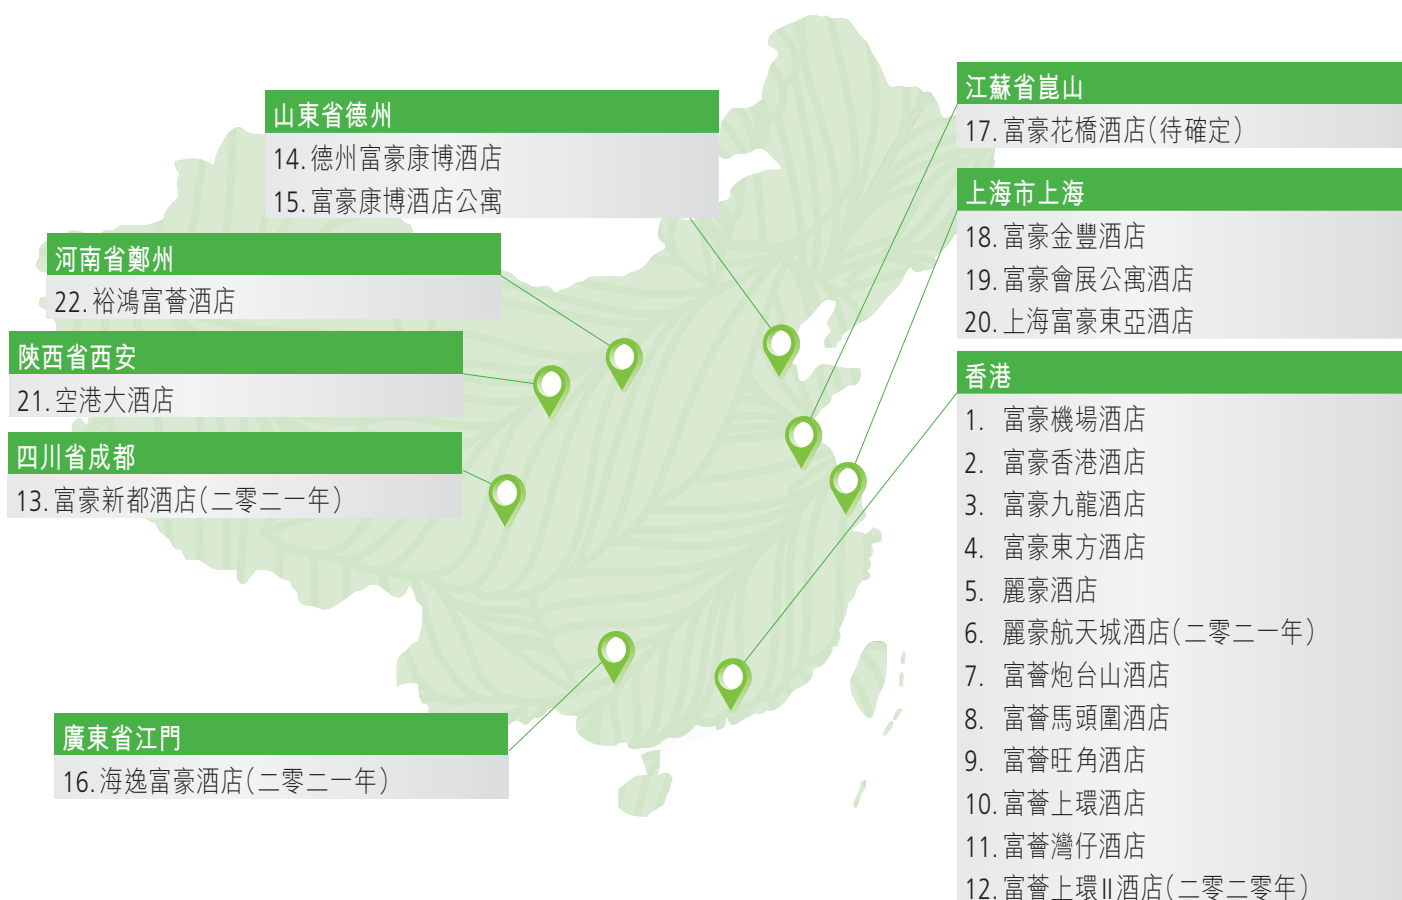 山東省德州
14. 德州富豪康博酒店
15. 富豪康博酒店公寓
河南省鄭州
22. 裕鴻富薈酒店
陝西省西安
21. 空港大酒店
四川省成都
13. 富豪新都酒店(二零二一年)
廣東省江門
16. 海逸富豪酒店(二零二一年)
江蘇省崑山
17. 富豪花橋酒店(待確定)
上海市上海
18. 富豪金豐酒店
19. 富豪會展公寓酒店
20. 上海富豪東亞酒店
香港
1. 富豪機場酒店
2. 富豪香港酒店
3. 富豪九龍酒店
4. 富豪東方酒店
5. 麗豪酒店
6. 麗豪航天城酒店(二零二一年)
7. 富薈炮台山酒店
8. 富薈馬頭圍酒店
9. 富薈旺角酒店
10. 富薈上環酒店
11. 富薈灣仔酒店
12. 富薈上環II酒店(二零二零年)